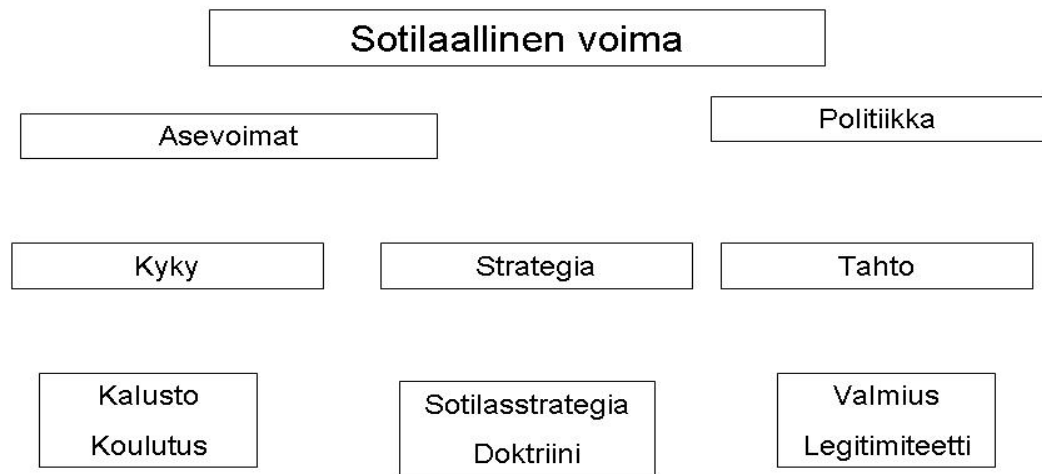 Sotilaallinen voima
Asevoimat
Politiikka
Kyky
Strategia
Tahto
Kalusto
Koulutus
Sotilasstrategia
Doktriini
Valmius
Legitimiteetti